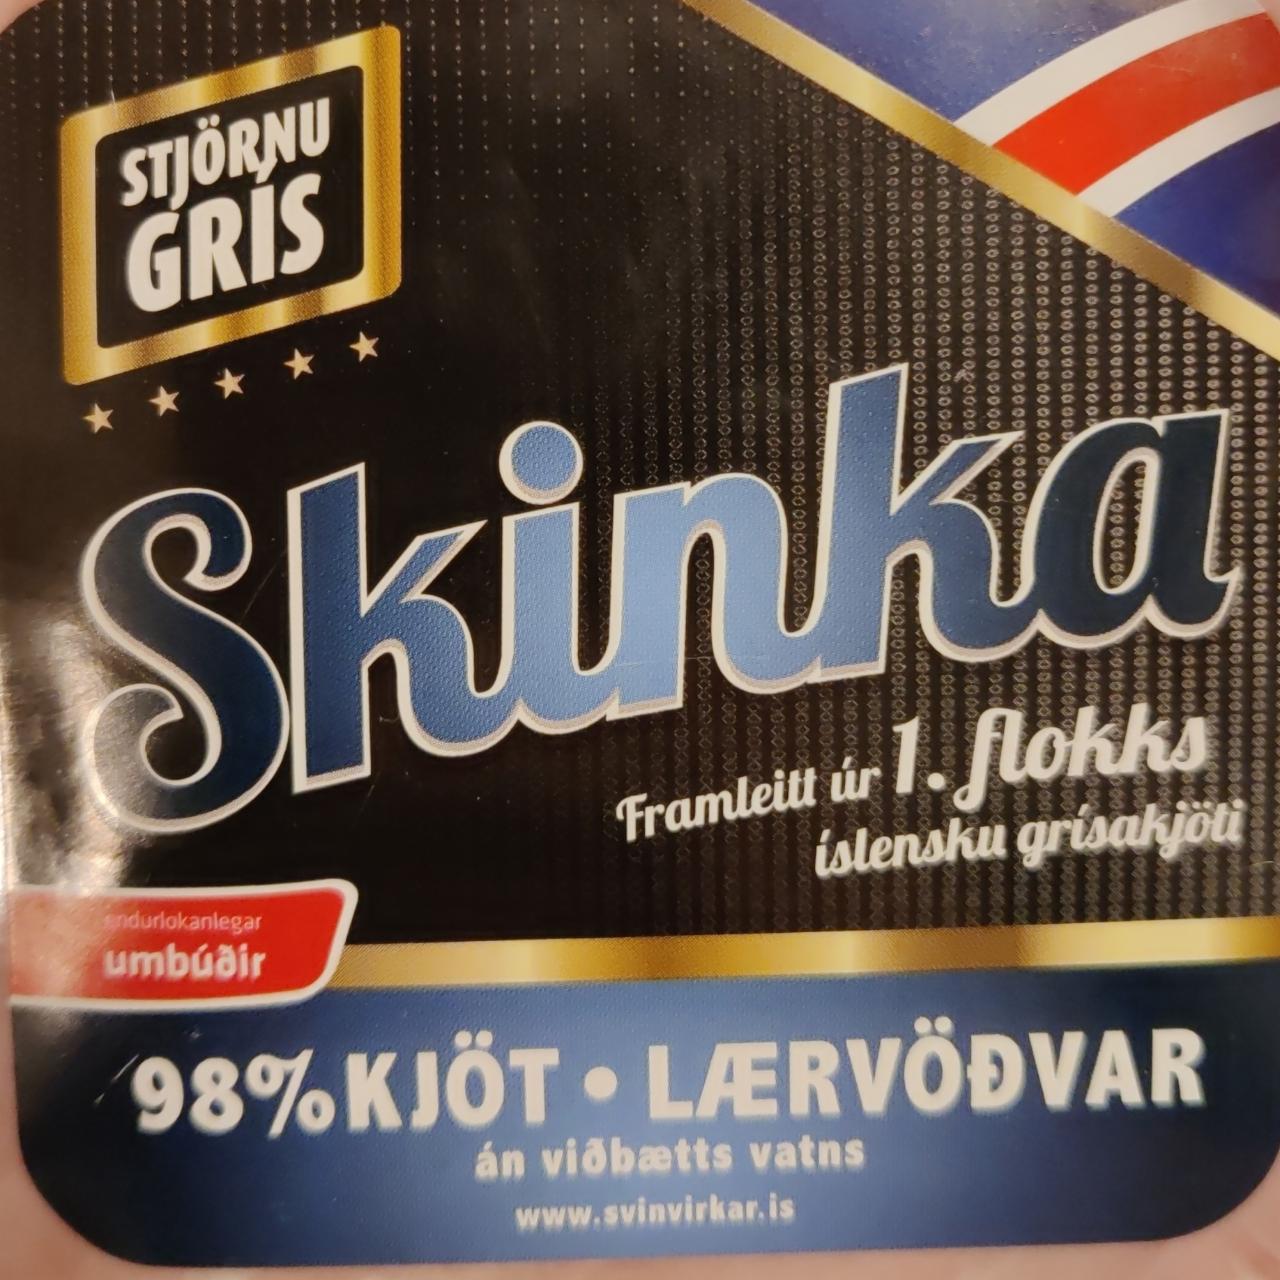 STJÖRNU
GRÍS
Skinka
Framleitt úr 1. flokks
íslensku grísakjöti
endurlokanlegar
umbúðir
98% KJÖT • LÆRVÖÐVAR
án viðbætts vatns
www.svinvirkar.is